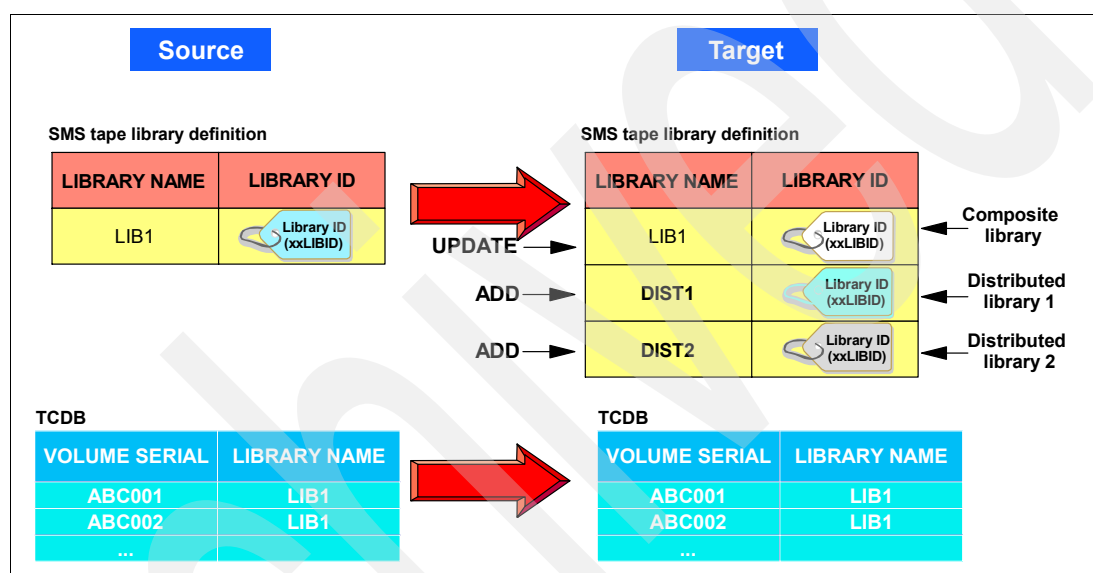 Source
Target
SMS tape library definition
SMS tape library definition
LIBRARY NAME LIBRARY ID
LIBRARY NAME LIBRARY ID
LIB1
Library ID
(xxLIBID)
UPDATE
LIB1
Library ID
(xxLIBID)
Composite
library
ADD
DIST1
Library ID
(xxLIBID)
Distributed
library 1
ADD
DIST2
Library ID
(xxLIBID)
Distributed
library 2
TCDB
TCDB
VOLUME SERIAL LIBRARY NAME
ABC001 LIB1
ABC002 LIB1
...
VOLUME SERIAL LIBRARY NAME
ABC001 LIB1
ABC002 LIB1
...